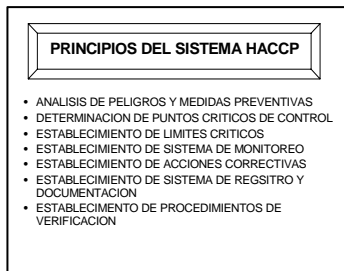 PRINCIPIOS DEL SISTEMA HACCP
• ANALISIS DE PELIGROS Y MEDIDAS PREVENTIVAS
• DETERMINACION DE PUNTOS CRITICOS DE CONTROL
• ESTABLECIMIENTO DE LIMITES CRITICOS
• ESTABLECIMIENTO DE SISTEMA DE MONITOREO
• ESTABLECIMIENTO DE ACCIONES CORRECTIVAS
• ESTABLECIMIENTO DE SISTEMA DE REGSITRO Y
DOCUMENTACION
• ESTABLECIMENTO DE PROCEDIMIENTOS DE
VERIFICACION